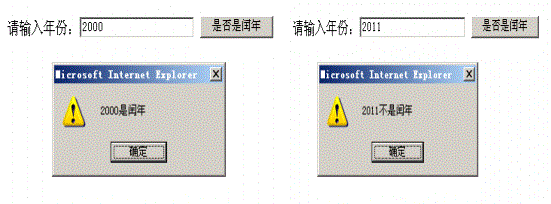 请输入年份： 2000 是否是闰年
Microsoft Internet Explorer
2000是闰年
确定
请输入年份： 2011 是否是闰年
Microsoft Internet Explorer
2011不是闰年
确定